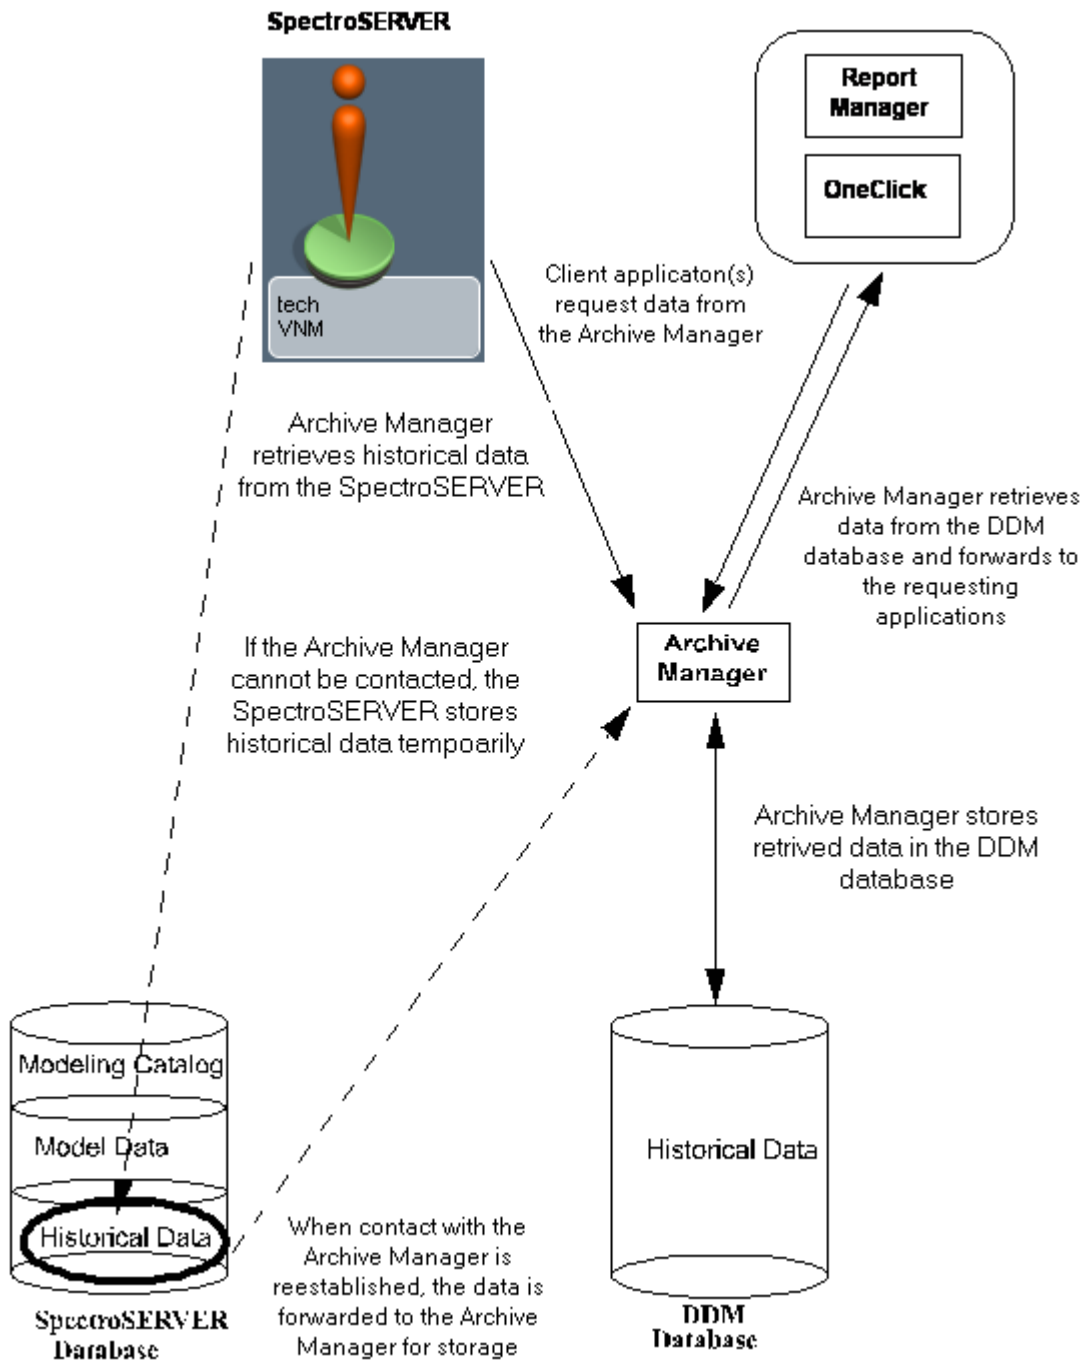 SpectroSERVER
Report
Manager
OneClick
tech
VNM
Client applicaton(s)
request data from
the Archive Manager
Archive Manager
retrieves historical data
from the SpectroSERVER
Archive Manager retrieves
data from the DDM
database and forwards to
the requesting
applications
If the Archive Manager
cannot be contacted, the
SpectroSERVER stores
historical data tempoarily
Archive
Manager
Archive Manager stores
retrived data in the DDM
database
Modeling Catalog
Model Data
Historical Data
SpectroSERVER
Database
When contact with the
Archive Manager is
reestablished, the data is
forwarded to the Archive
Manager for storage
Historical Data
DDM
Database